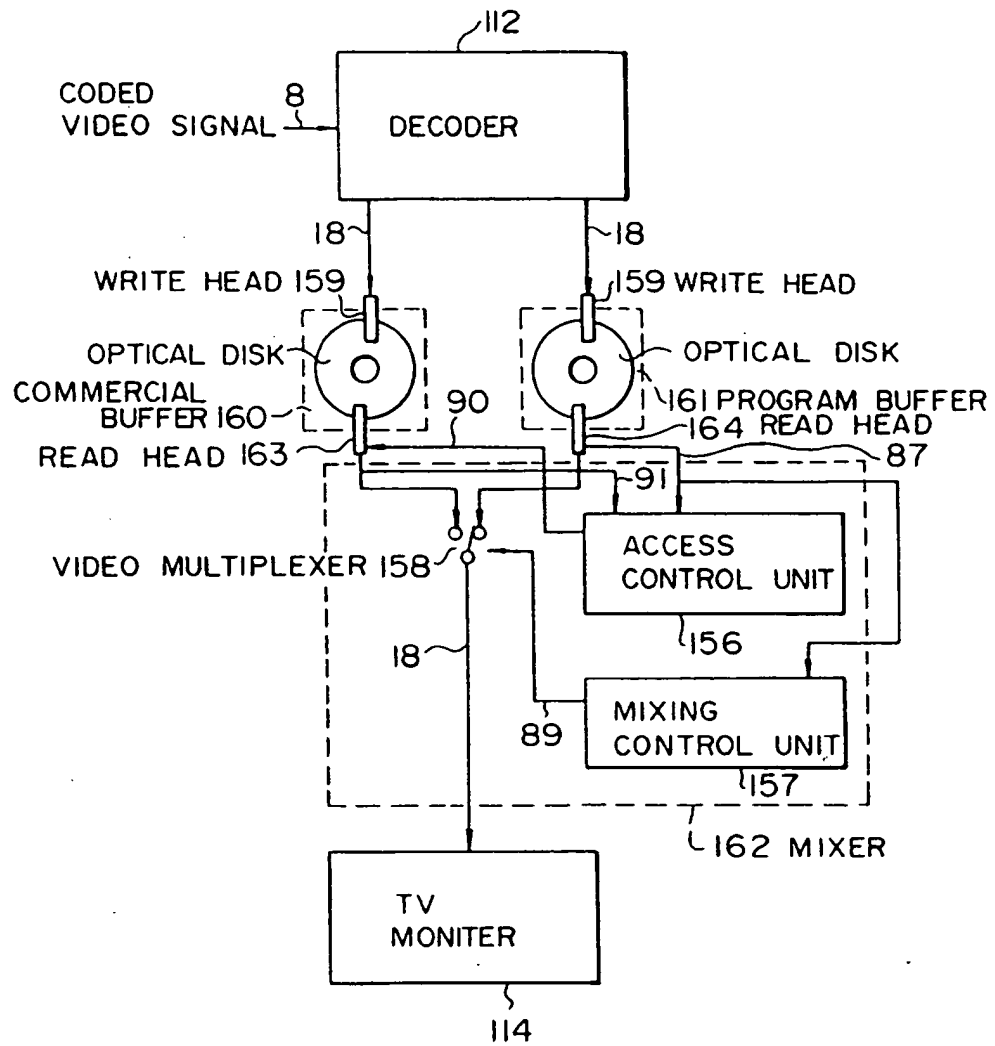 112
CODED
VIDEO SIGNAL
8
DECODER
18
18
WRITE HEAD 159
159 WRITE HEAD
OPTICAL DISK
OPTICAL DISK
COMMERCIAL
BUFFER 160
161 PROGRAM BUFFER
90
164 READ HEAD
READ HEAD 163
87
91
VIDEO MULTIPLEXER 158
ACCESS
CONTROL UNIT
156
18
89
MIXING
CONTROL UNIT
157
162 MIXER
TV
MONITER
114